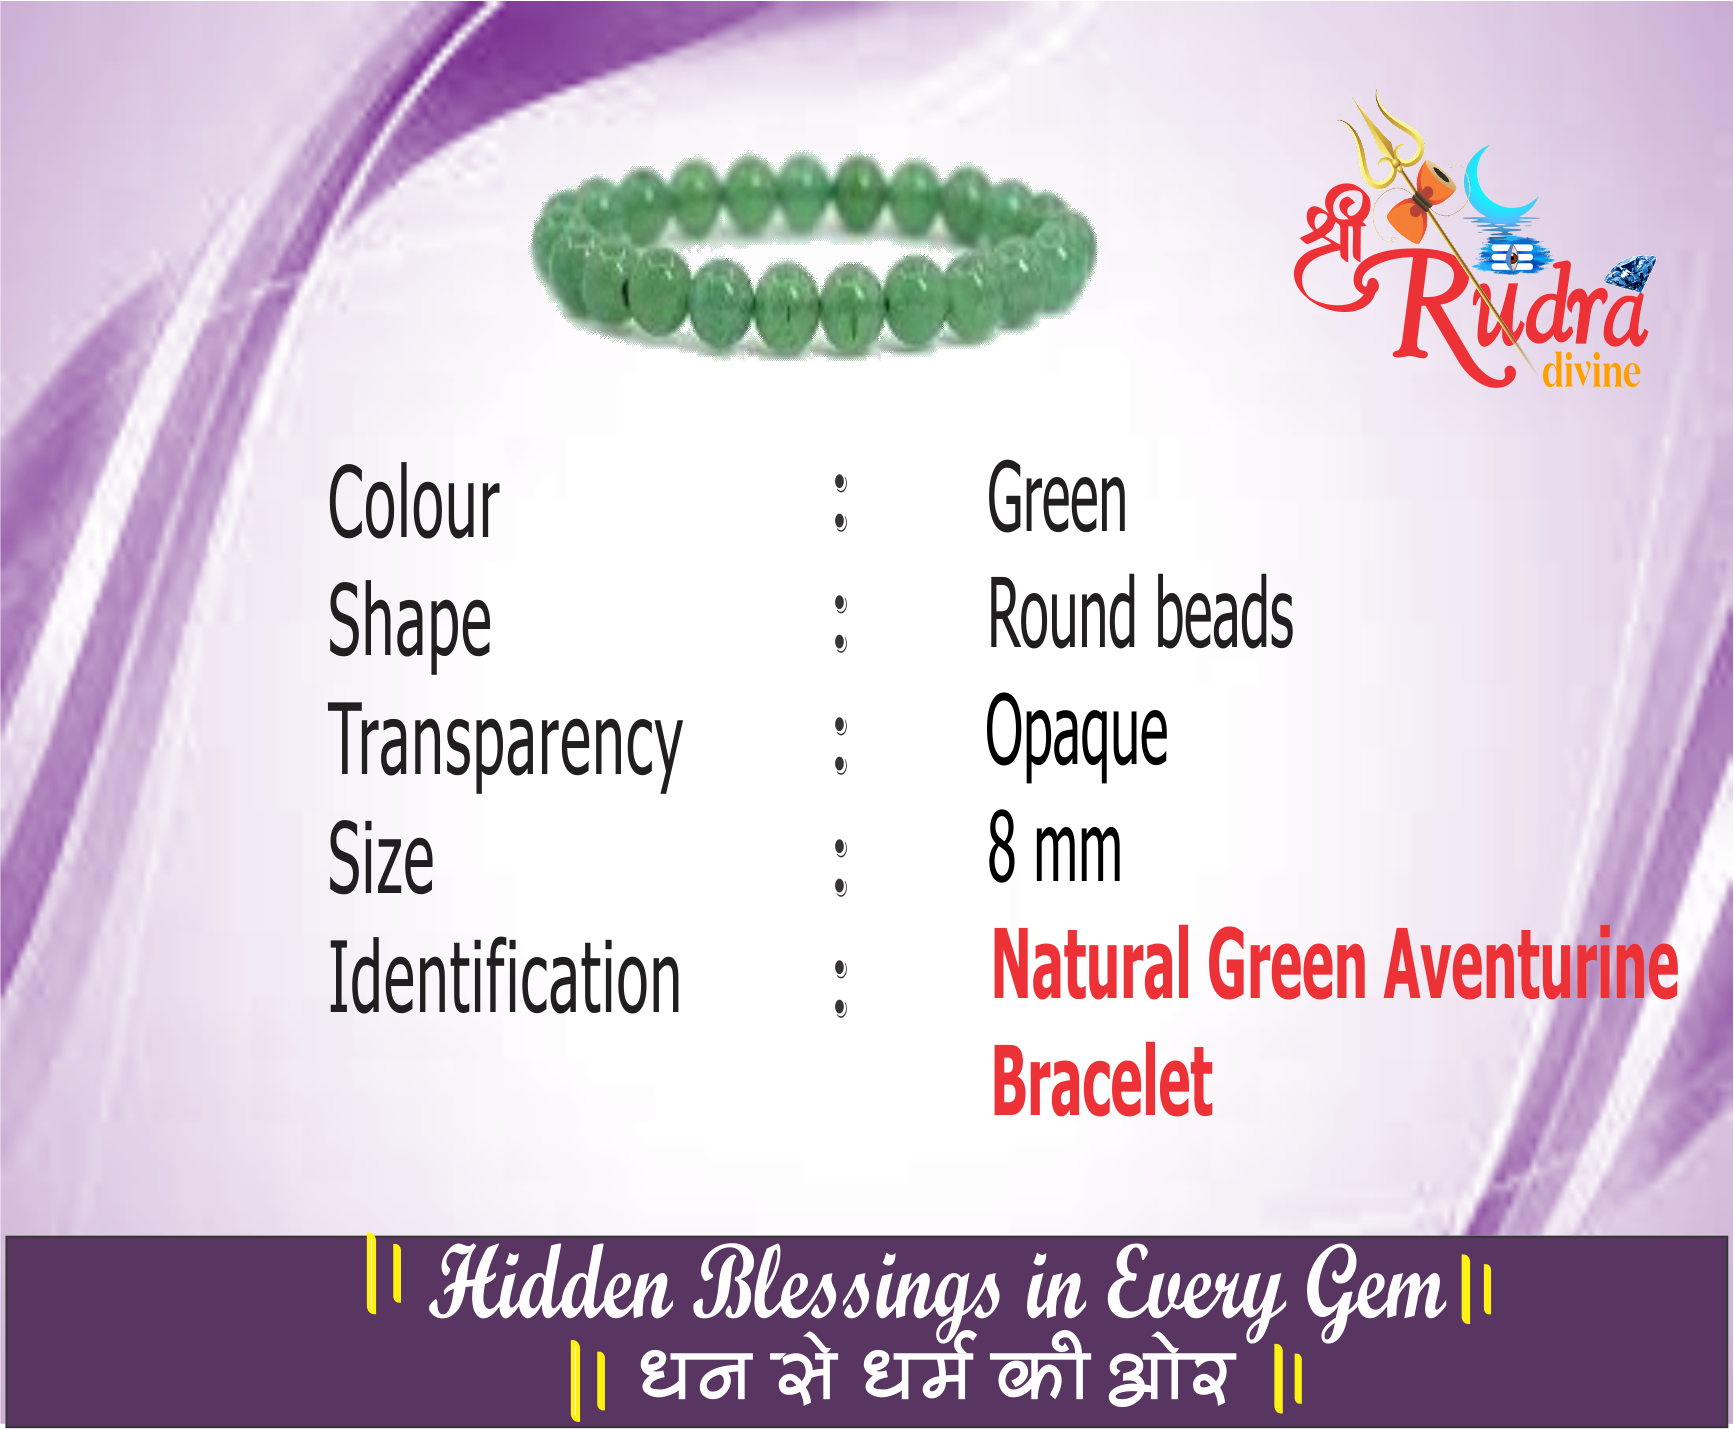 श्री Rudra
divine
Colour : Green
Shape : Round beads
Transparency : Opaque
Size : 8 mm
Identification : Natural Green Aventurine
Bracelet
|| Hidden Blessings in Every Gem ||
|| धन से धर्म की ओर ||